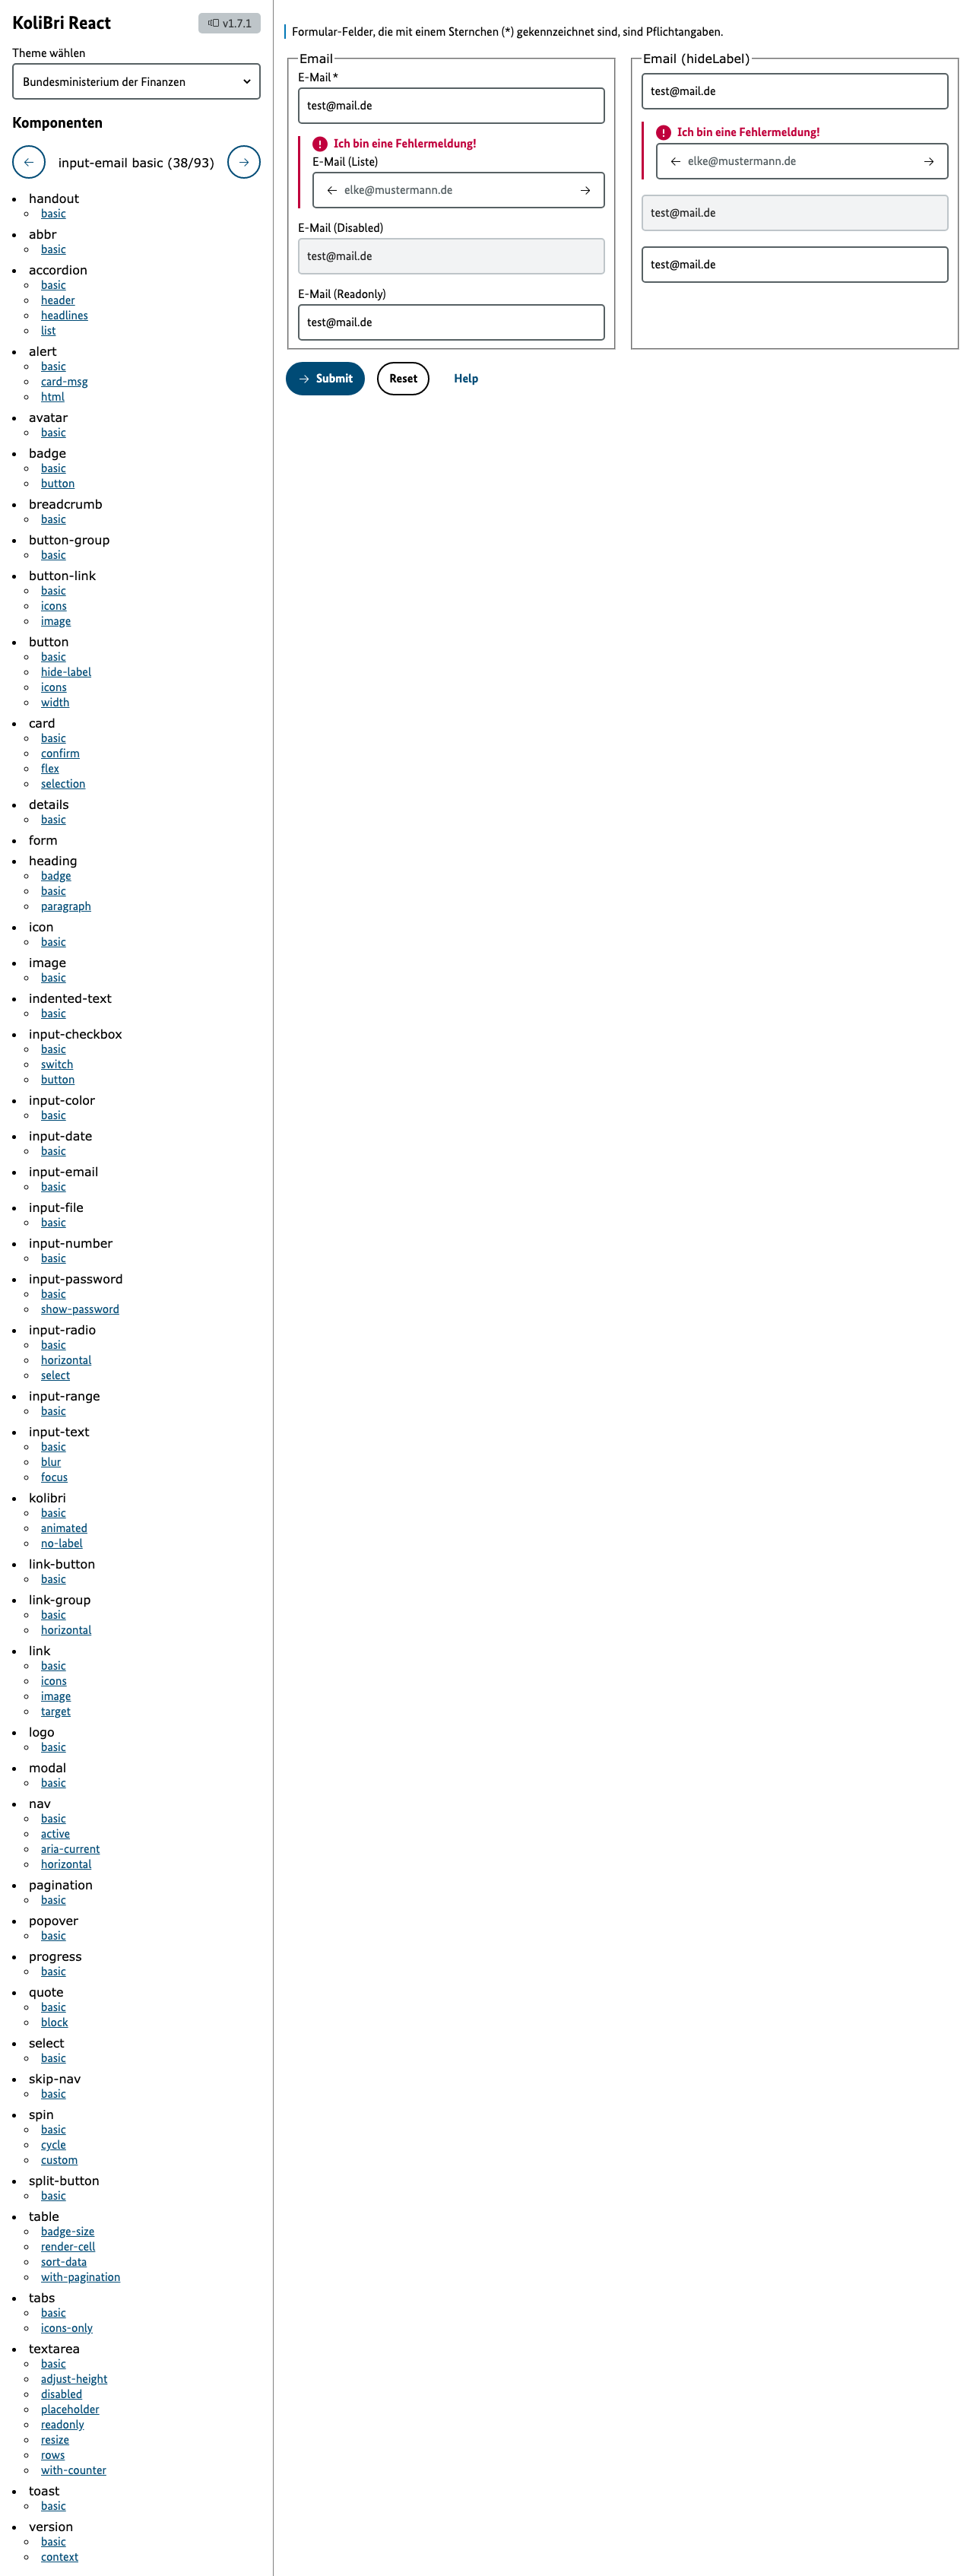 KoliBri React
v1.7.1
Theme wählen
Bundesministerium der Finanzen
Komponenten
input-email basic (38/93)
handout
basic
abbr
basic
accordion
basic
header
headlines
list
alert
basic
card-msg
html
avatar
basic
badge
basic
button
breadcrumb
basic
button-group
basic
button-link
basic
icons
image
button
basic
hide-label
icons
width
card
basic
confirm
flex
selection
details
basic
form
heading
badge
basic
paragraph
icon
basic
image
basic
indented-text
basic
input-checkbox
basic
switch
button
input-color
basic
input-date
basic
input-email
basic
input-file
basic
input-number
basic
input-password
basic
show-password
input-radio
basic
horizontal
select
input-range
basic
input-text
basic
blur
focus
kolibri
basic
animated
no-label
link-button
basic
link-group
basic
horizontal
link
basic
icons
image
target
logo
basic
modal
basic
nav
basic
active
aria-current
horizontal
pagination
basic
popover
basic
progress
basic
quote
basic
block
select
basic
skip-nav
basic
spin
basic
cycle
custom
split-button
basic
table
badge-size
render-cell
sort-data
with-pagination
tabs
basic
icons-only
textarea
basic
adjust-height
disabled
placeholder
readonly
resize
rows
with-counter
toast
basic
version
basic
context
Formular-Felder, die mit einem Sternchen (*) gekennzeichnet sind, sind Pflichtangaben.
Email
E-Mail *
test@mail.de
Ich bin eine Fehlermeldung!
E-Mail (Liste)
elke@mustermann.de
E-Mail (Disabled)
test@mail.de
E-Mail (Readonly)
test@mail.de
Email (hideLabel)
test@mail.de
Ich bin eine Fehlermeldung!
elke@mustermann.de
test@mail.de
test@mail.de
Submit
Reset
Help